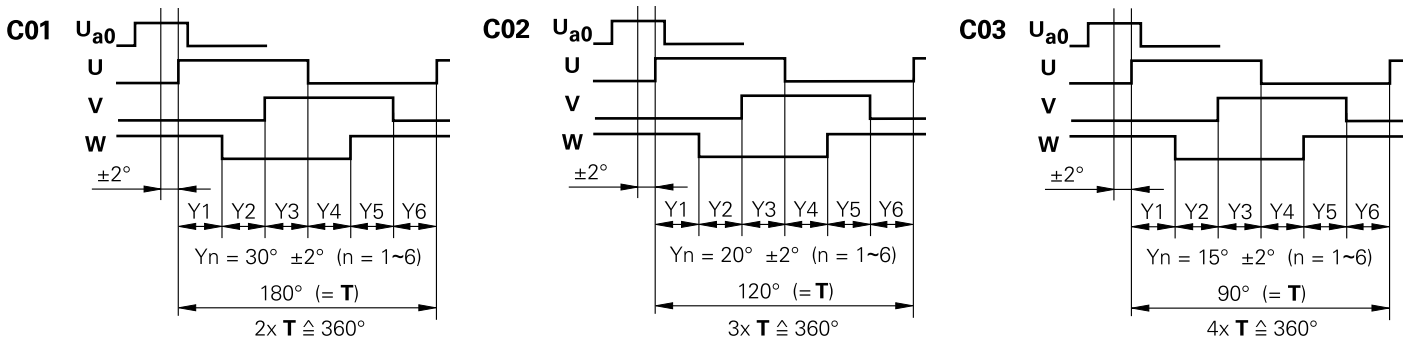 C01 Ua0
U
V
W
±2°
Y1 Y2 Y3 Y4 Y5 Y6
Yn = 30° ±2° (n = 1~6)
180° (= T)
2x T ≙ 360°
C02 Ua0
U
V
W
±2°
Y1 Y2 Y3 Y4 Y5 Y6
Yn = 20° ±2° (n = 1~6)
120° (= T)
3x T ≙ 360°
C03 Ua0
U
V
W
±2°
Y1 Y2 Y3 Y4 Y5 Y6
Yn = 15° ±2° (n = 1~6)
90° (= T)
4x T ≙ 360°